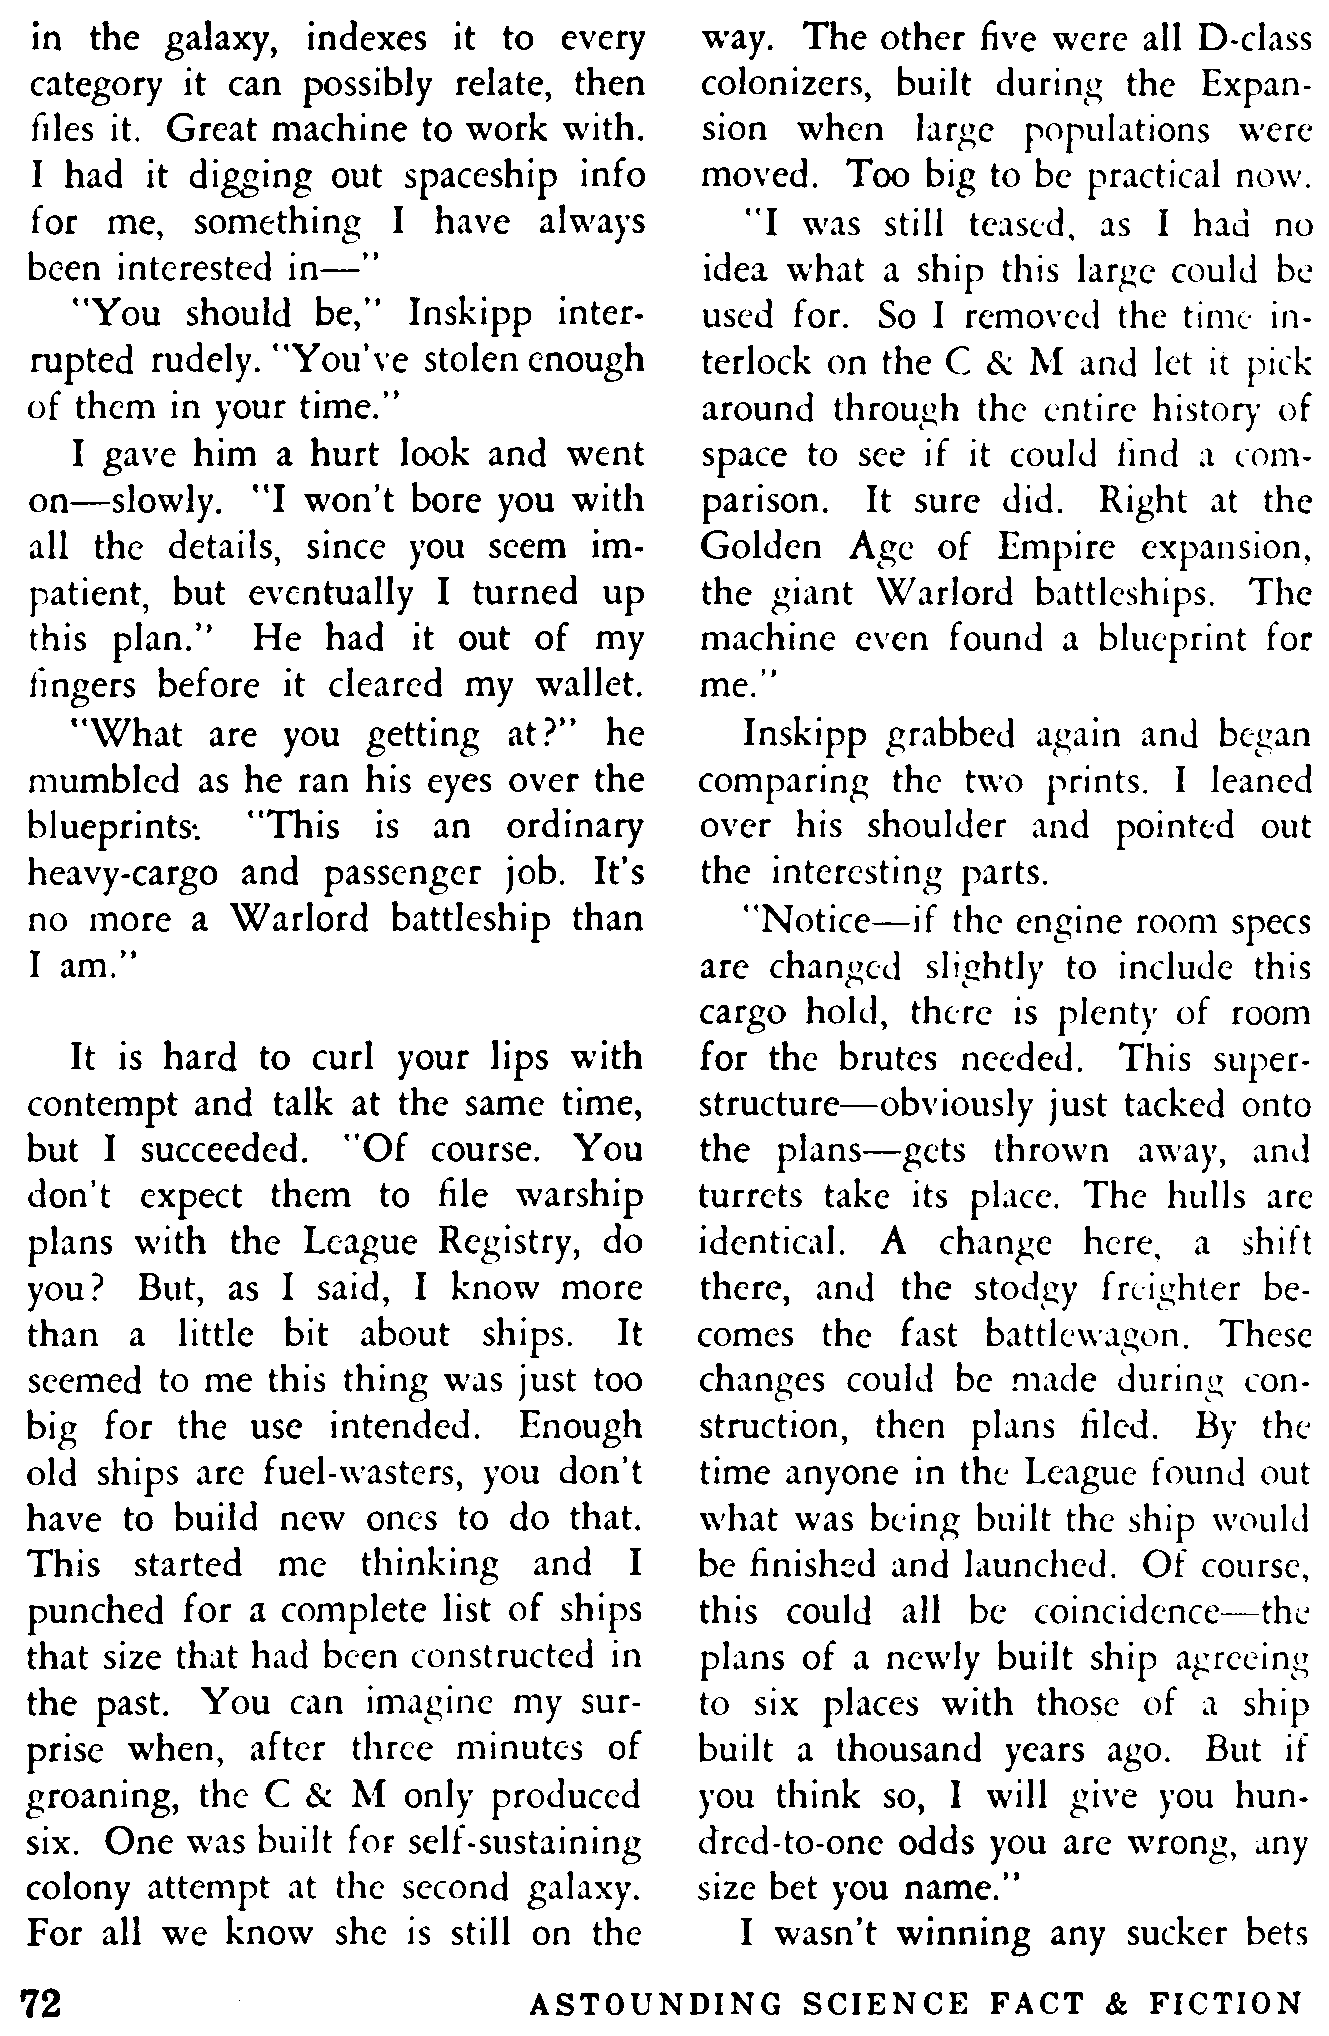 in the galaxy, indexes it to every
category it can possibly relate, then
files it. Great machine to work with.
I had it digging out spaceship info
for me, something I have always
been interested in—"
"You should be," Inskipp inter-
rupted rudely. "You've stolen enough
of them in your time."
I gave him a hurt look and went
on—slowly. "I won't bore you with
all the details, since you seem im-
patient, but eventually I turned up
this plan." He had it out of my
fingers before it cleared my wallet.
"What are you getting at?" he
mumbled as he ran his eyes over the
blueprints. "This is an ordinary
heavy-cargo and passenger job. It's
no more a Warlord battleship than
I am."
It is hard to curl your lips with
contempt and talk at the same time,
but I succeeded. "Of course. You
don't expect them to file warship
plans with the League Registry, do
you? But, as I said, I know more
than a little bit about ships. It
seemed to me this thing was just too
big for the use intended. Enough
old ships are fuel-wasters, you don't
have to build new ones to do that.
This started me thinking and I
punched for a complete list of ships
that size that had been constructed in
the past. You can imagine my sur-
prise when, after three minutes of
groaning, the C & M only produced
six. One was built for self-sustaining
colony attempt at the second galaxy.
For all we know she is still on the
way. The other five were all D-class
colonizers, built during the Expan-
sion when large populations were
moved. Too big to be practical now.
"I was still teased, as I had no
idea what a ship this large could be
used for. So I removed the time in-
terlock on the C & M and let it pick
around through the entire history of
space to see if it could find a com-
parison. It sure did. Right at the
Golden Age of Empire expansion,
the giant Warlord battleships. The
machine even found a blueprint for
me."
Inskipp grabbed again and began
comparing the two prints. I leaned
over his shoulder and pointed out
the interesting parts.
"Notice—if the engine room specs
are changed slightly to include this
cargo hold, there is plenty of room
for the brutes needed. This super-
structure—obviously just tacked onto
the plans—gets thrown away, and
turrets take its place. The hulls are
identical. A change here, a shift
there, and the stodgy freighter be-
comes the fast battlewagon. These
changes could be made during con-
struction, then plans filed. By the
time anyone in the League found out
what was being built the ship would
be finished and launched. Of course,
this could all be coincidence—the
plans of a newly built ship agreeing
to six places with those of a ship
built a thousand years ago. But if
you think so, I will give you hun-
dred-to-one odds you are wrong, any
size bet you name."
I wasn't winning any sucker bets
72 ASTOUNDING SCIENCE FACT & FICTION